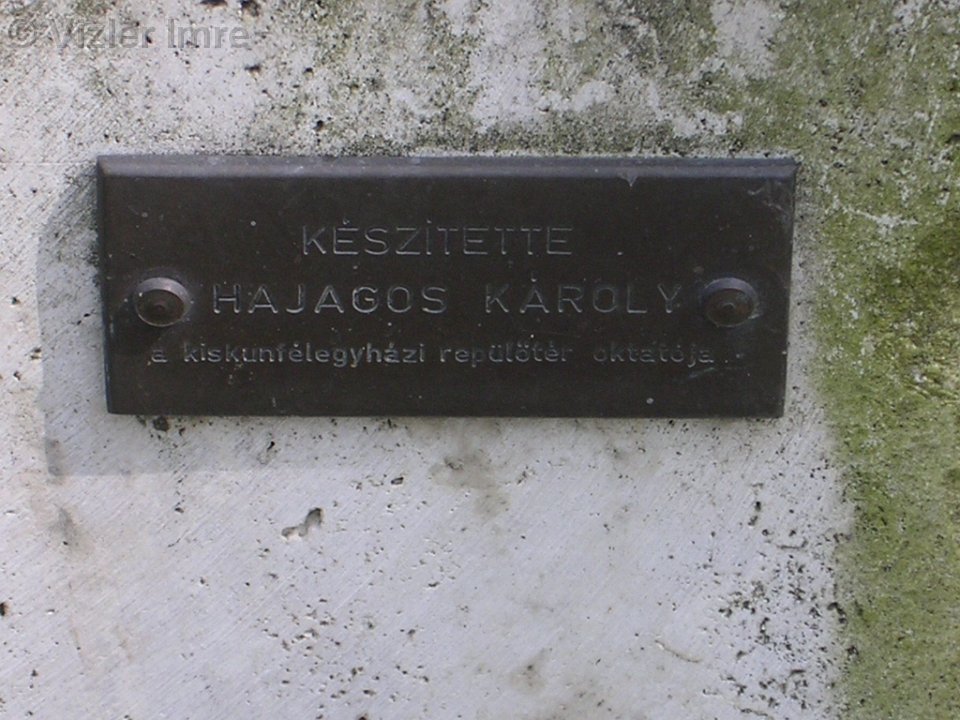 © Vizler Imre
KÉSZÍTETTE
HAJAGOS KÁROLY
a kiskunfélegyházi repülőtér oktatója